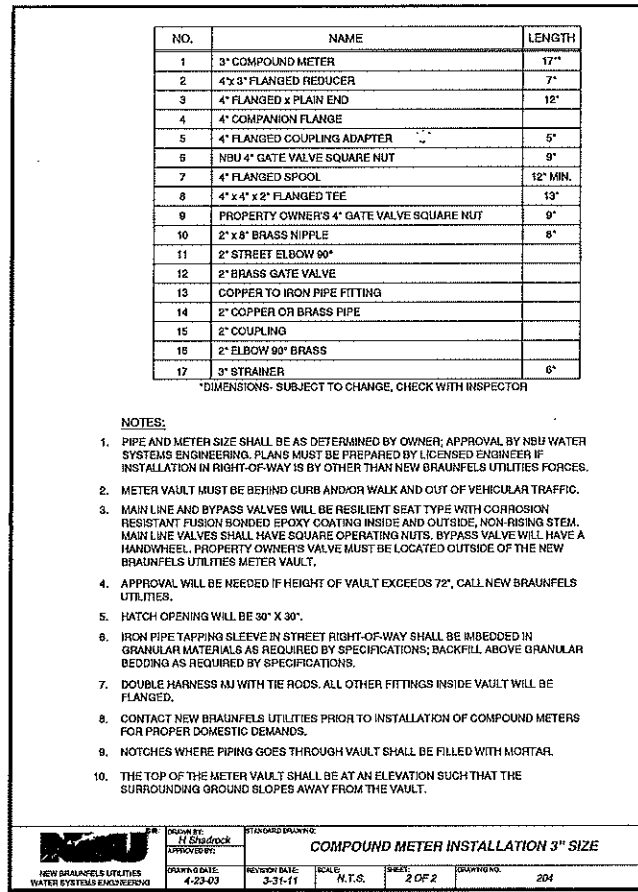 NO. NAME LENGTH
1 3" COMPOUND METER 17"*
2 4"x 3" FLANGED REDUCER 7"
3 4" FLANGED x PLAIN END 12"
4 4" COMPANION FLANGE
5 4" FLANGED COUPLING ADAPTER 5"
6 NBU 4" GATE VALVE SQUARE NUT 9"
7 4" FLANGED SPOOL 12" MIN.
8 4" x 4" x 2" FLANGED TEE 13"
9 PROPERTY OWNER'S 4" GATE VALVE SQUARE NUT 9"
10 2" x 8" BRASS NIPPLE 8"
11 2" STREET ELBOW 90°
12 2" BRASS GATE VALVE
13 COPPER TO IRON PIPE FITTING
14 2" COPPER OR BRASS PIPE
15 2" COUPLING
16 2" ELBOW 90° BRASS
17 3" STRAINER 6"
*DIMENSIONS- SUBJECT TO CHANGE, CHECK WITH INSPECTOR
NOTES:
1. PIPE AND METER SIZE SHALL BE AS DETERMINED BY OWNER; APPROVAL BY NBU WATER
SYSTEMS ENGINEERING. PLANS MUST BE PREPARED BY LICENSED ENGINEER IF
INSTALLATION IN RIGHT-OF-WAY IS BY OTHER THAN NEW BRAUNFELS UTILITIES FORCES.
2. METER VAULT MUST BE BEHIND CURB AND/OR WALK AND OUT OF VEHICULAR TRAFFIC.
3. MAIN LINE AND BYPASS VALVES WILL BE RESILIENT SEAT TYPE WITH CORROSION
RESISTANT FUSION BONDED EPOXY COATING INSIDE AND OUTSIDE, NON-RISING STEM.
MAIN LINE VALVES SHALL HAVE SQUARE OPERATING NUTS. BYPASS VALVE WILL HAVE A
HANDWHEEL. PROPERTY OWNER'S VALVE MUST BE LOCATED OUTSIDE OF THE NEW
BRAUNFELS UTILITIES METER VAULT.
4. APPROVAL WILL BE NEEDED IF HEIGHT OF VAULT EXCEEDS 72", CALL NEW BRAUNFELS
UTILITIES.
5. HATCH OPENING WILL BE 30" X 30".
6. IRON PIPE TAPPING SLEEVE IN STREET RIGHT-OF-WAY SHALL BE IMBEDDED IN
GRANULAR MATERIALS AS REQUIRED BY SPECIFICATIONS; BACKFILL ABOVE GRANULAR
BEDDING AS REQUIRED BY SPECIFICATIONS.
7. DOUBLE HARNESS MJ WITH TIE RODS. ALL OTHER FITTINGS INSIDE VAULT WILL BE
FLANGED.
8. CONTACT NEW BRAUNFELS UTILITIES PRIOR TO INSTALLATION OF COMPOUND METERS
FOR PROPER DOMESTIC DEMANDS.
9. NOTCHES WHERE PIPING GOES THROUGH VAULT SHALL BE FILLED WITH MORTAR.
10. THE TOP OF THE METER VAULT SHALL BE AT AN ELEVATION SUCH THAT THE
SURROUNDING GROUND SLOPES AWAY FROM THE VAULT.
NBU
NEW BRAUNFELS UTILITIES
WATER SYSTEMS ENGINEERING
DRAWN BY:
H Shadrock
APPROVED BY:
STANDARD DRAWING:
COMPOUND METER INSTALLATION 3" SIZE
DRAWING DATE: REVISION DATE: SCALE: SHEET: DRAWING NO.
4-23-03 3-31-11 N.T.S. 2 OF 2 204